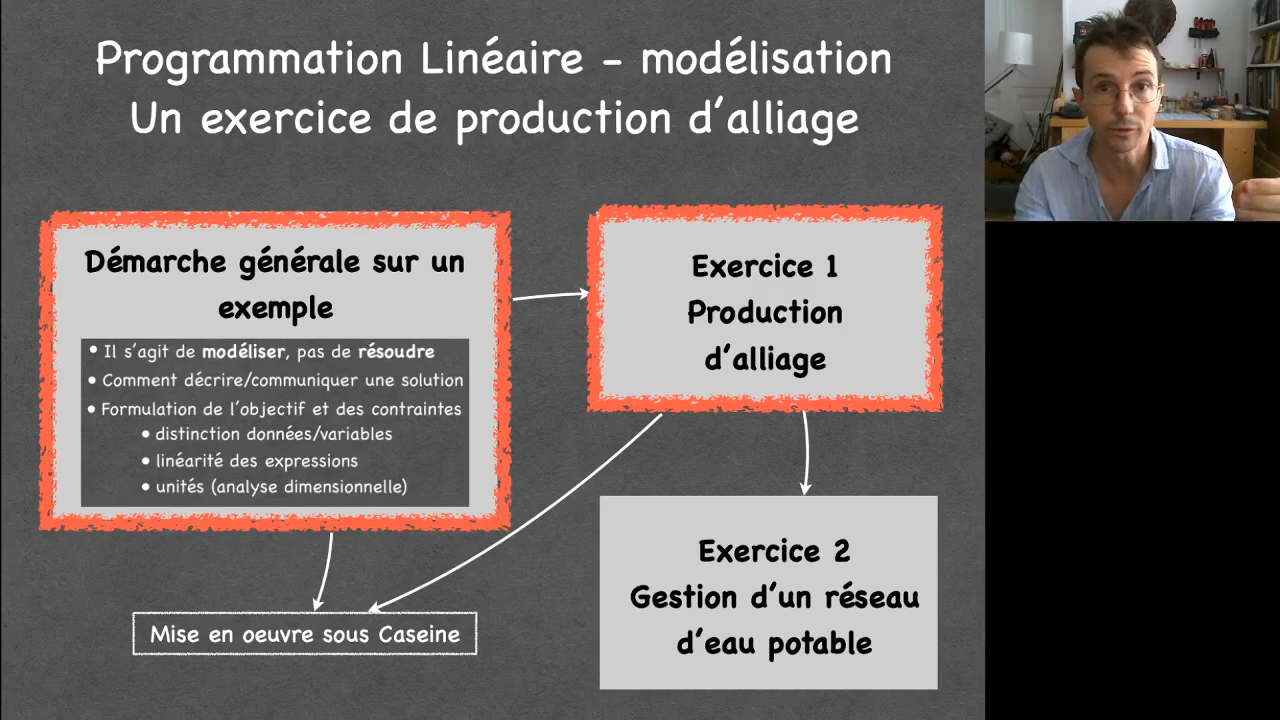 Programmation Linéaire - modélisation
Un exercice de production d'alliage
Démarche générale sur un
exemple
• Il s'agit de modéliser, pas de résoudre
• Comment décrire/communiquer une solution
• Formulation de l'objectif et des contraintes
• distinction données/variables
• linéarité des expressions
• unités (analyse dimensionnelle)
Exercice 1
Production
d'alliage
Exercice 2
Gestion d'un réseau
d'eau potable
Mise en oeuvre sous Caseine